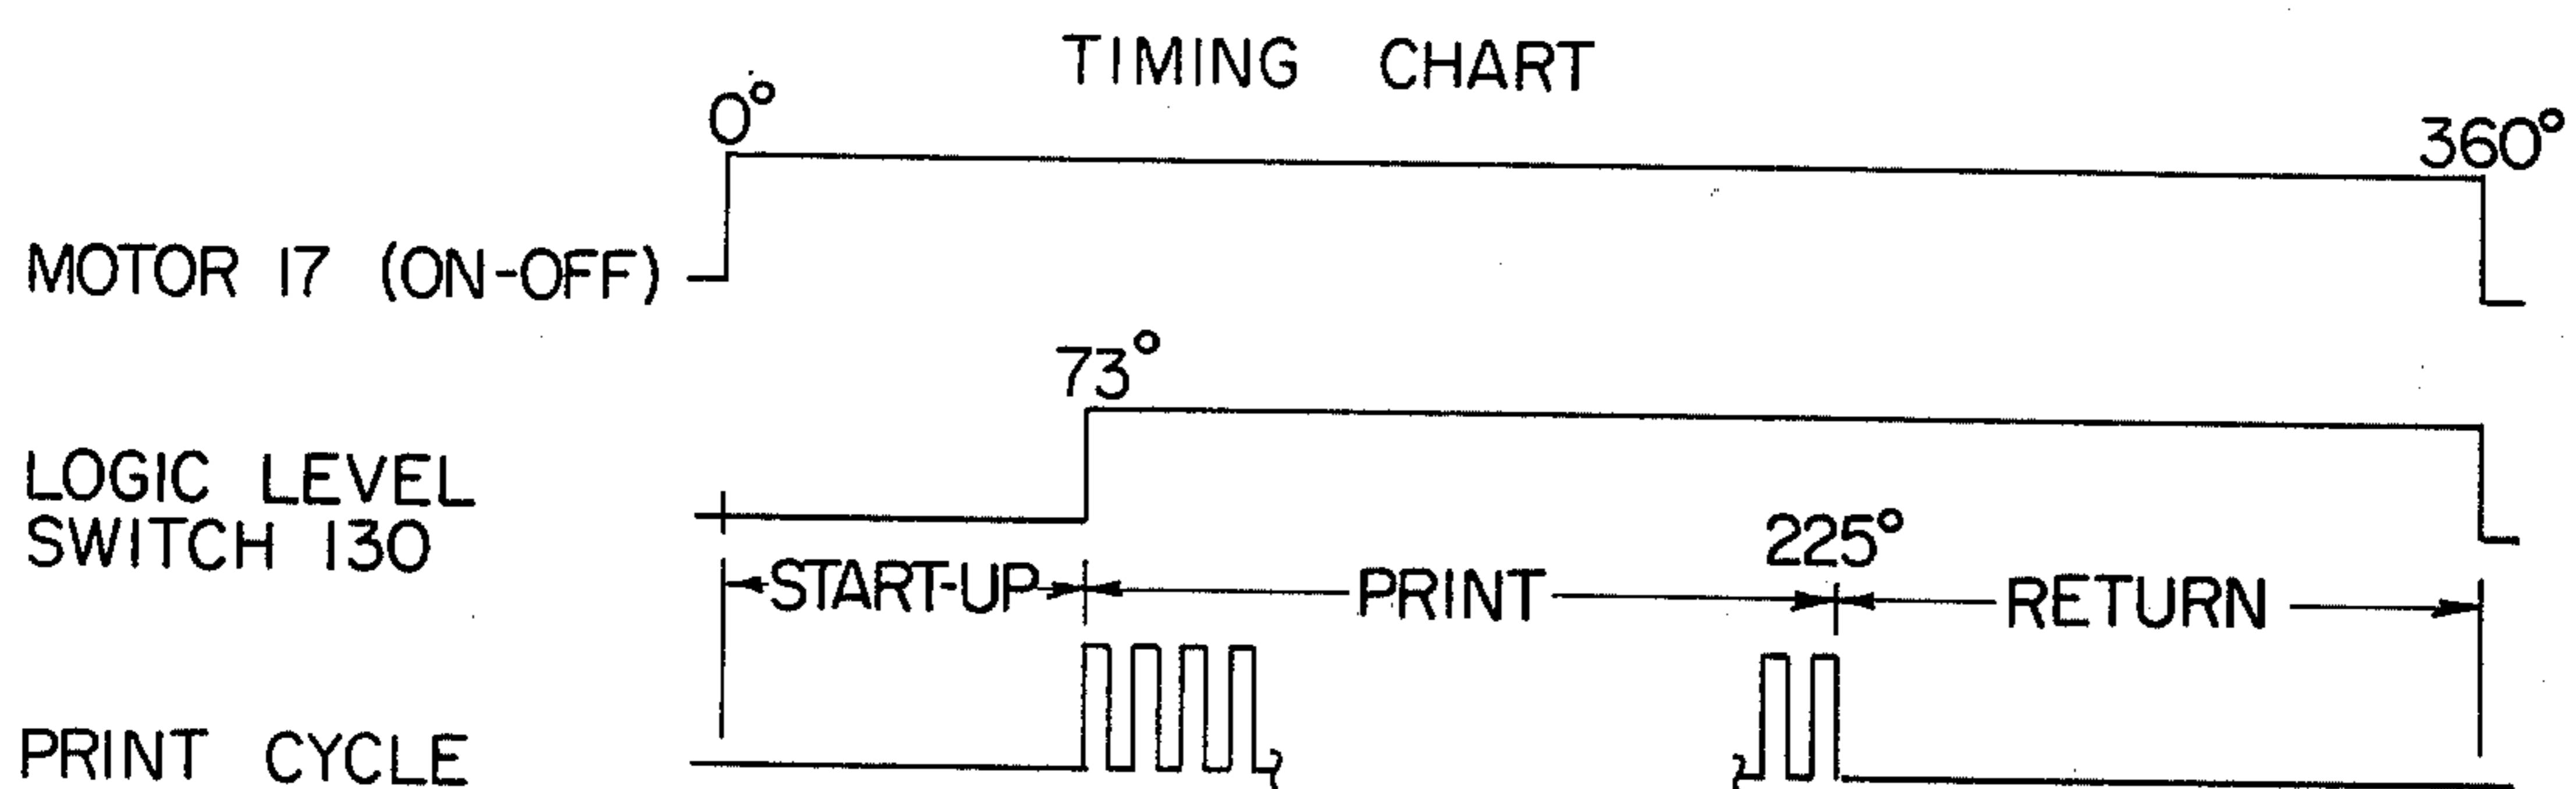 TIMING CHART
0°
360°
MOTOR 17 (ON-OFF)
73°
LOGIC LEVEL
SWITCH 130
225°
START-UP
PRINT
RETURN
PRINT CYCLE